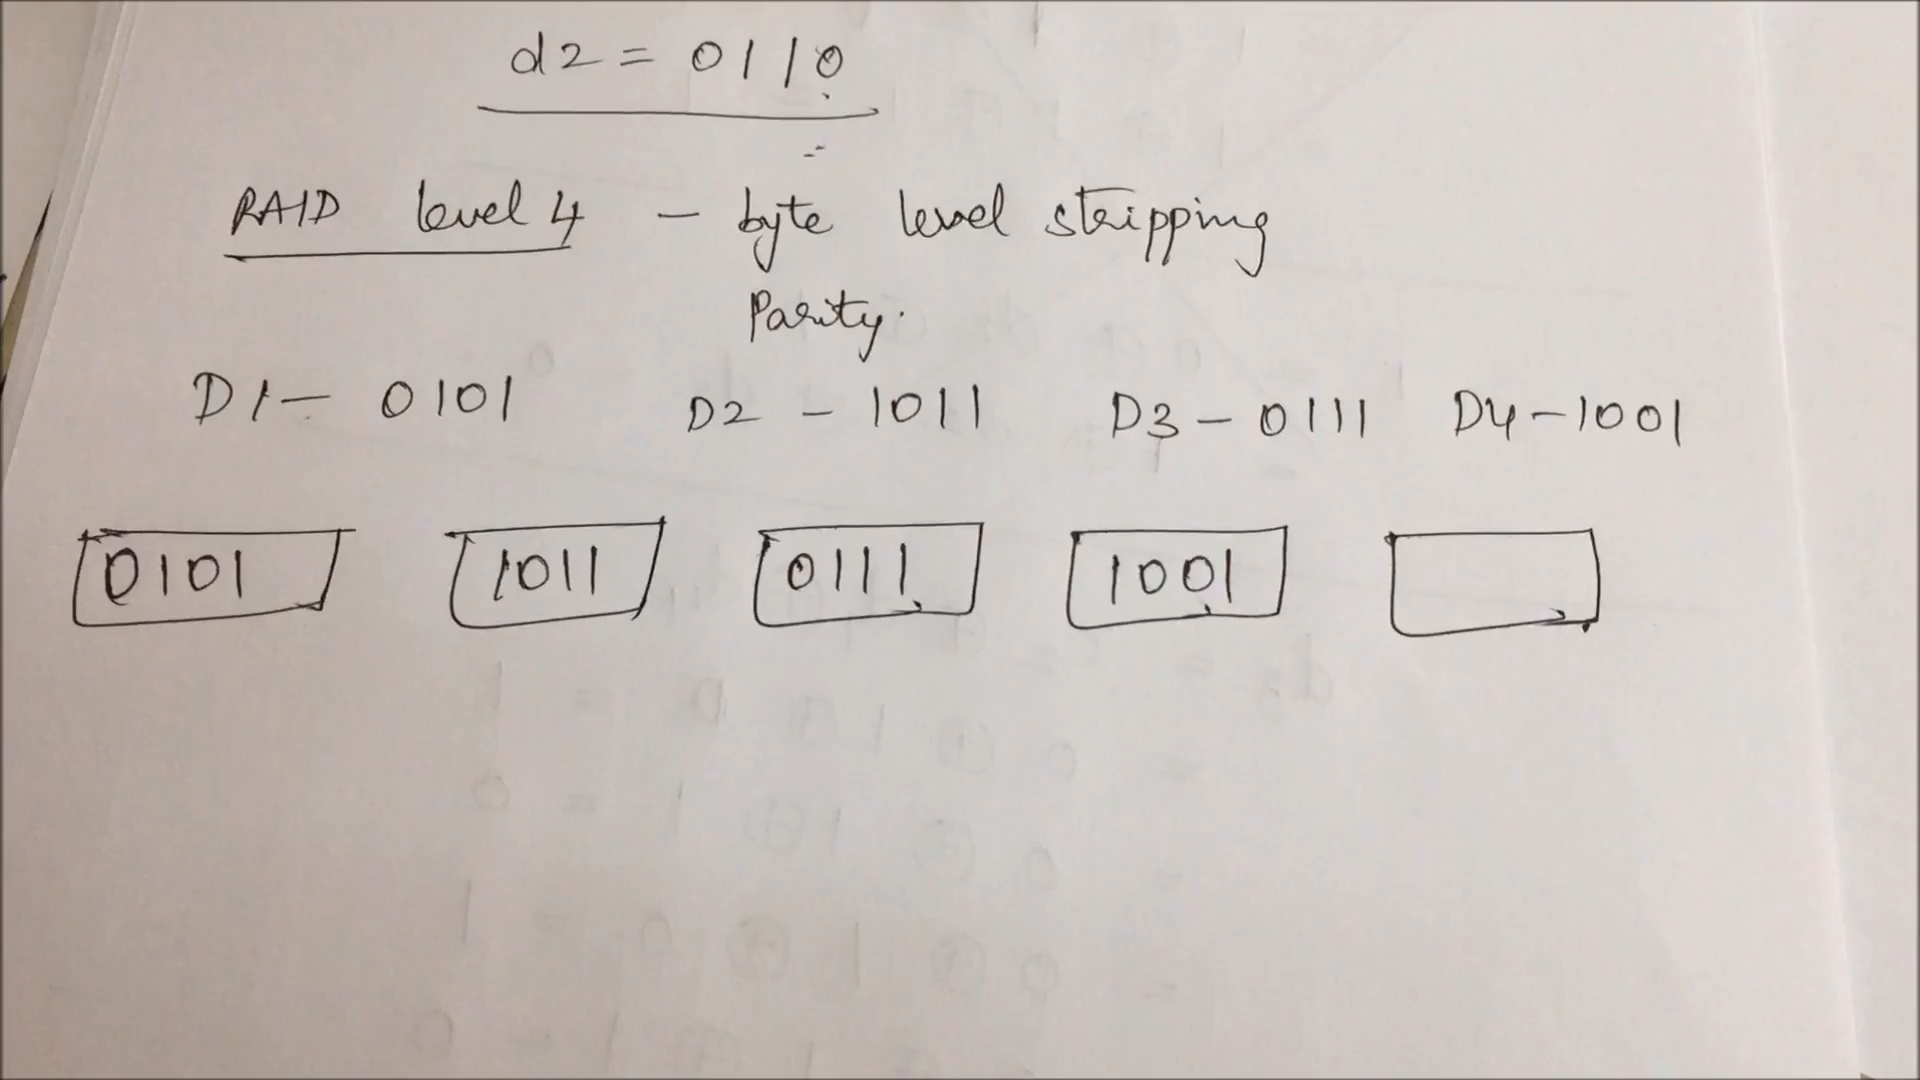 d2 = 0110
RAID level 4 - byte level stripping
Parity.
D1- 0101 D2 - 1011 D3-0111 D4-1001
0101 1011 0111 1001